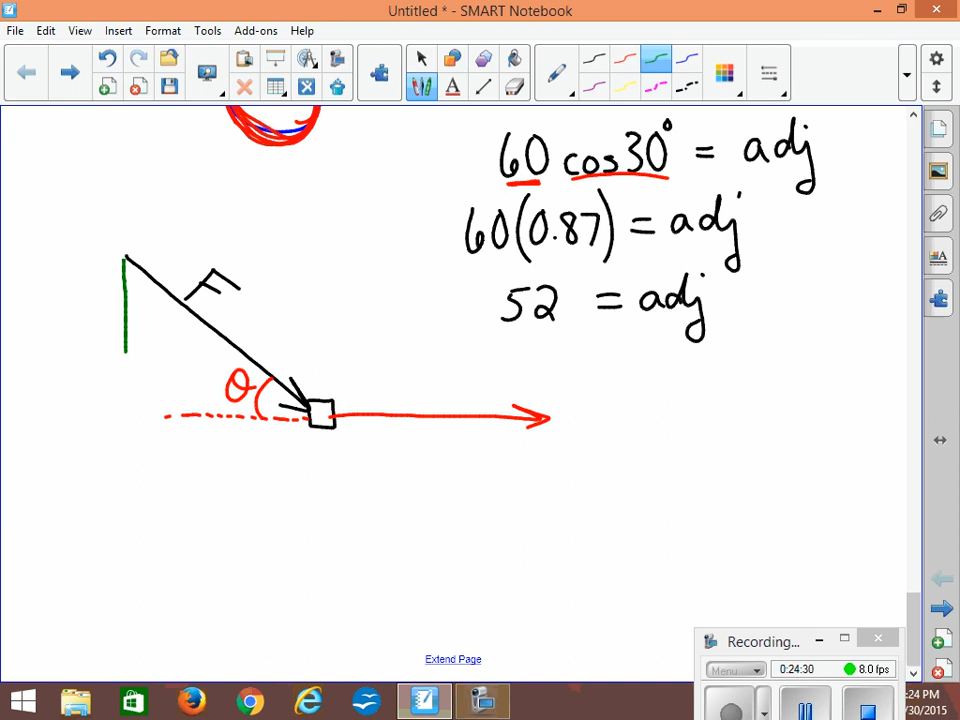 Untitled * - SMART Notebook
File Edit View Insert Format Tools Add-ons Help
60 cos30° = adj
60(0.87) = adj
52 = adj
F
θ
Extend Page
Recording...
Menu 0:24:30 8.0 fps
:24 PM
/30/2015